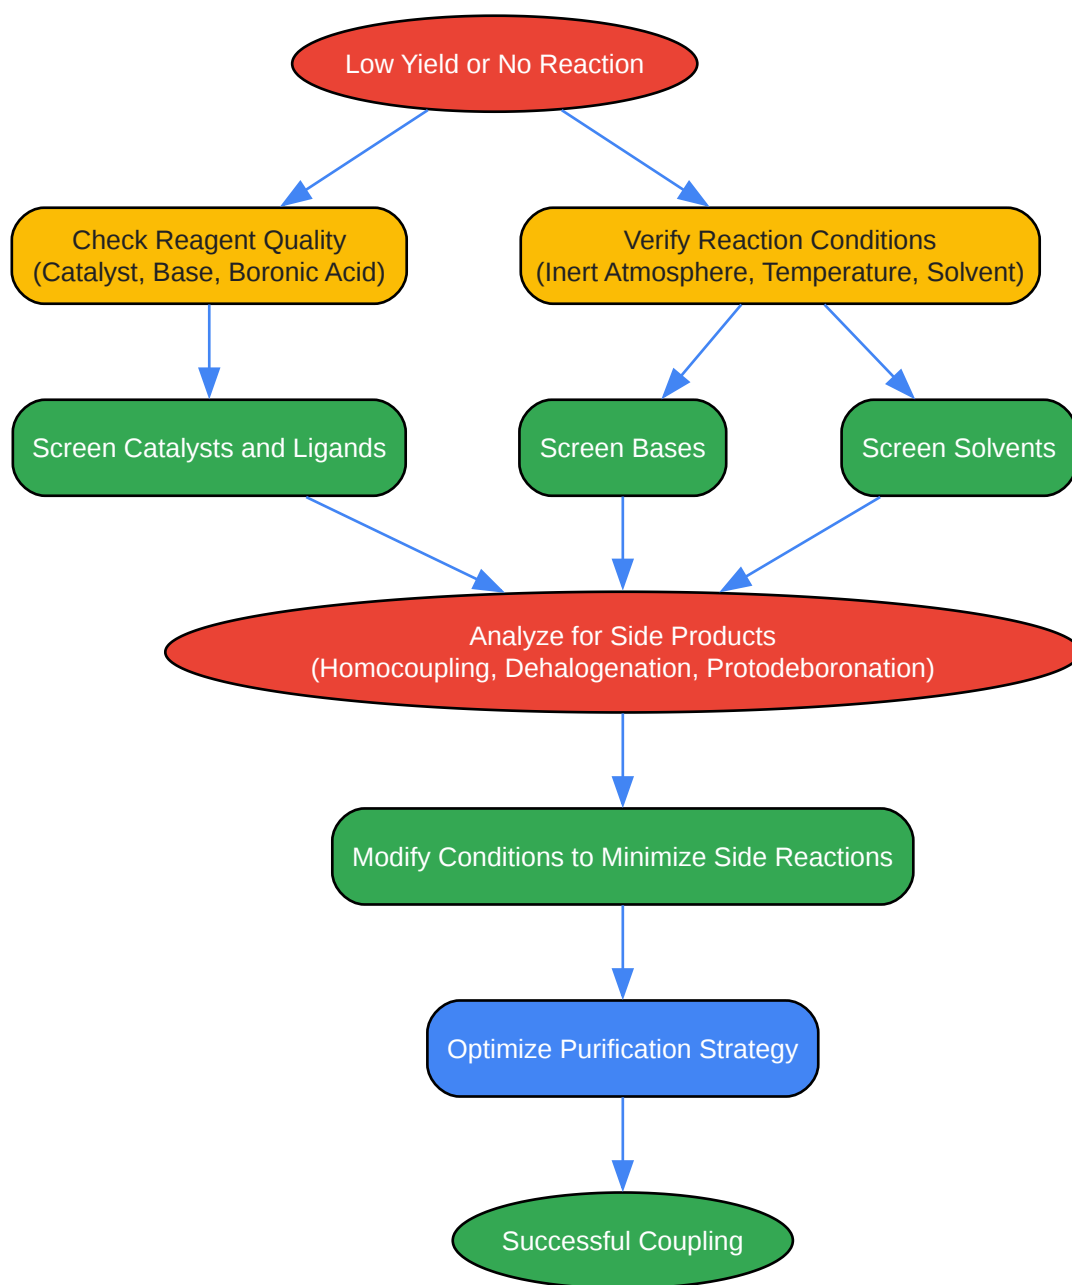 Low Yield or No Reaction
Check Reagent Quality
(Catalyst, Base, Boronic Acid)
Verify Reaction Conditions
(Inert Atmosphere, Temperature, Solvent)
Screen Catalysts and Ligands
Screen Bases
Screen Solvents
Analyze for Side Products
(Homocoupling, Dehalogenation, Protodeboronation)
Modify Conditions to Minimize Side Reactions
Optimize Purification Strategy
Successful Coupling